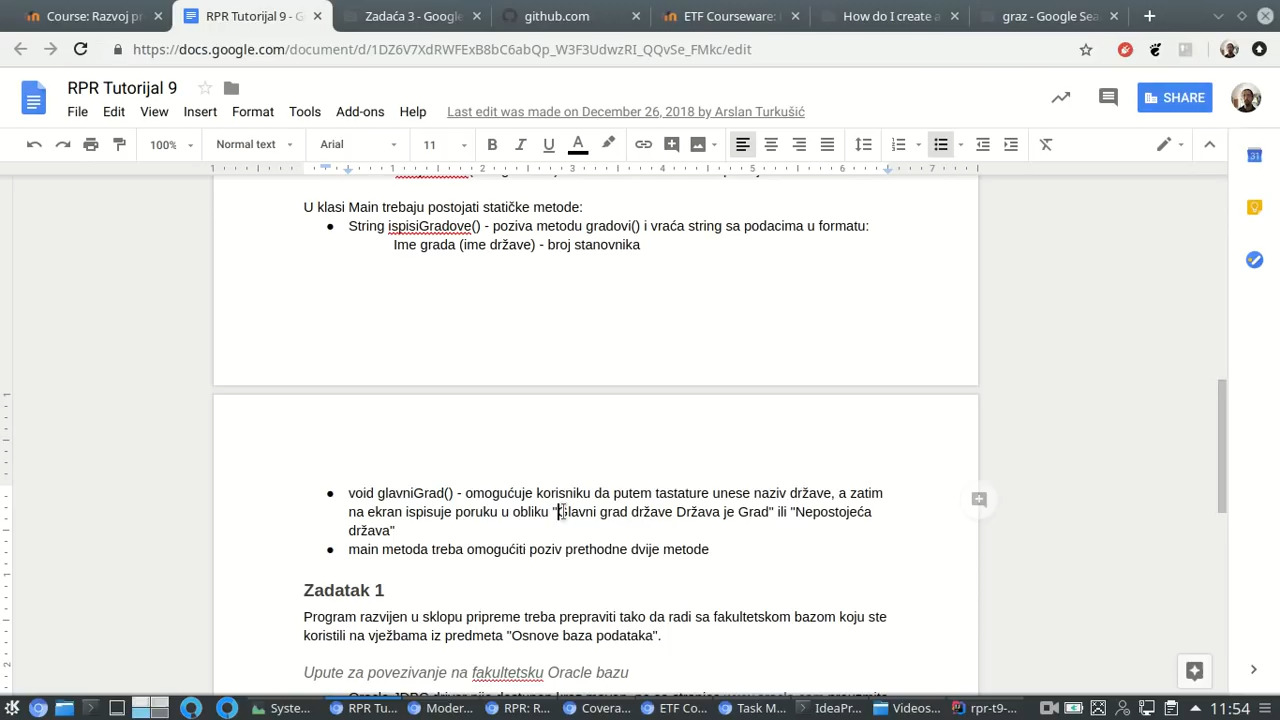 Course: Razvoj pr
RPR Tutorijal 9 - G
Zadaća 3 - Google
github.com
ETF Courseware:
How do I create a
graz - Google Sea
https://docs.google.com/document/d/1DZ6V7XdRWFExB8bC6abQp_W3F3UdwzRI_QQvSe_FMkc/edit
RPR Tutorijal 9
File Edit View Insert Format Tools Add-ons Help Last edit was made on December 26, 2018 by Arslan Turkušić
SHARE
100% Normal text Arial 11
1 1 2 3 4 5 6 7
U klasi Main trebaju postojati statičke metode:
● String ispisiGradove() - poziva metodu gradovi() i vraća string sa podacima u formatu:
Ime grada (ime države) - broj stanovnika
● void glavniGrad() - omogućuje korisniku da putem tastature unese naziv države, a zatim
na ekran ispisuje poruku u obliku "Glavni grad države Država je Grad" ili "Nepostojeća
država"
● main metoda treba omogućiti poziv prethodne dvije metode
Zadatak 1
Program razvijen u sklopu pripreme treba prepraviti tako da radi sa fakultetskom bazom koju ste
koristili na vježbama iz predmeta "Osnove baza podataka".
Upute za povezivanje na fakultetsku Oracle bazu
Syste...
RPR Tu...
Moder...
RPR: R...
Covera...
ETF Co...
Task M...
IdeaPr...
Videos...
rpr-t9-...
11:54